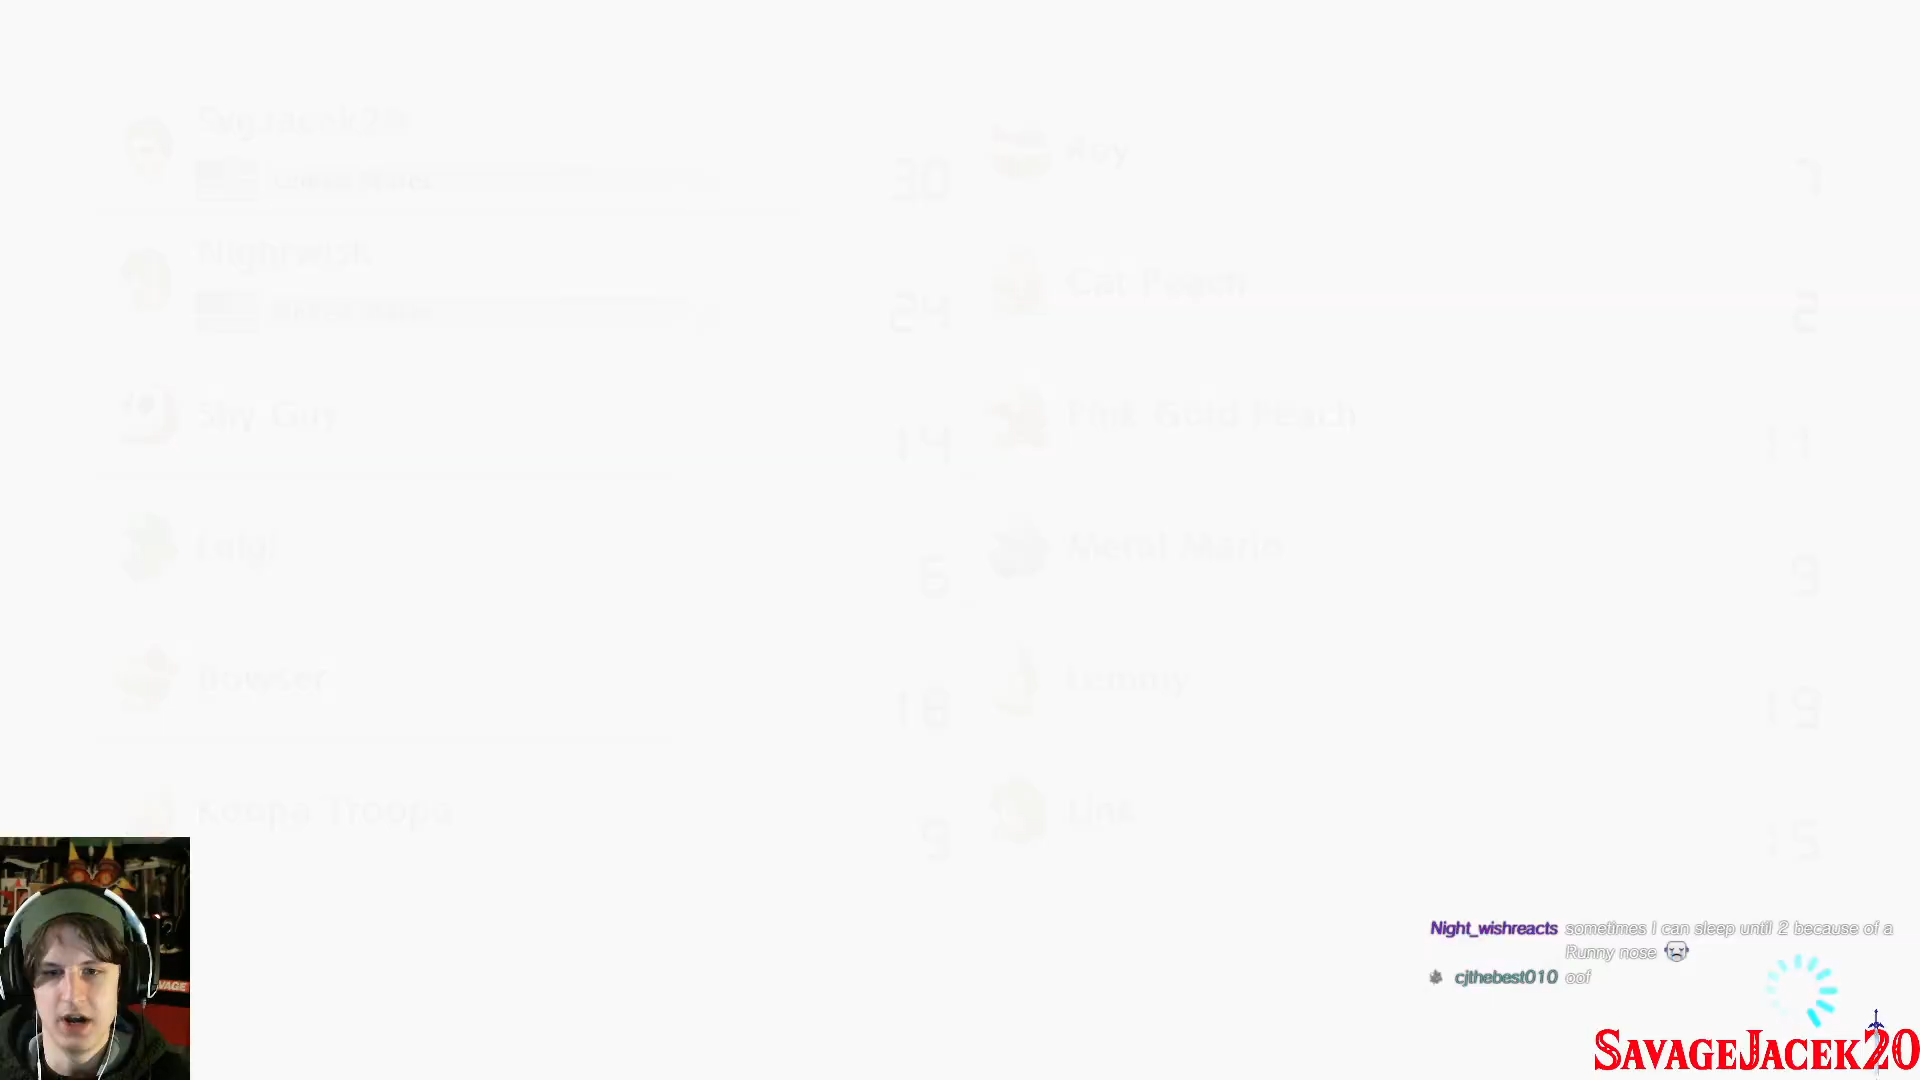 SvgJacek20
United States
30
Nightwish
United States
24
Shy Guy
14
Luigi
6
Bowser
18
Koopa Troopa
9
Roy
7
Cat Peach
2
Pink Gold Peach
11
Metal Mario
3
Lemmy
19
Link
15
Night_wishreacts sometimes I can sleep until 2 because of a
Runny nose
cjthebest010 oof
SAVAGEJACEK20
VAGE